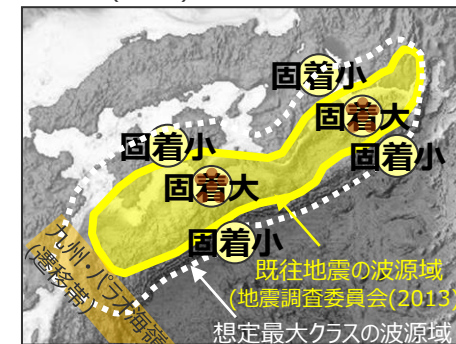 固着小
固着大
固着小
固着小
固着大
固着小
九州・パラオ海嶺
(遷移帯)
既往地震の波源域
(地震調査委員会(2013)
想定最大クラスの波源域